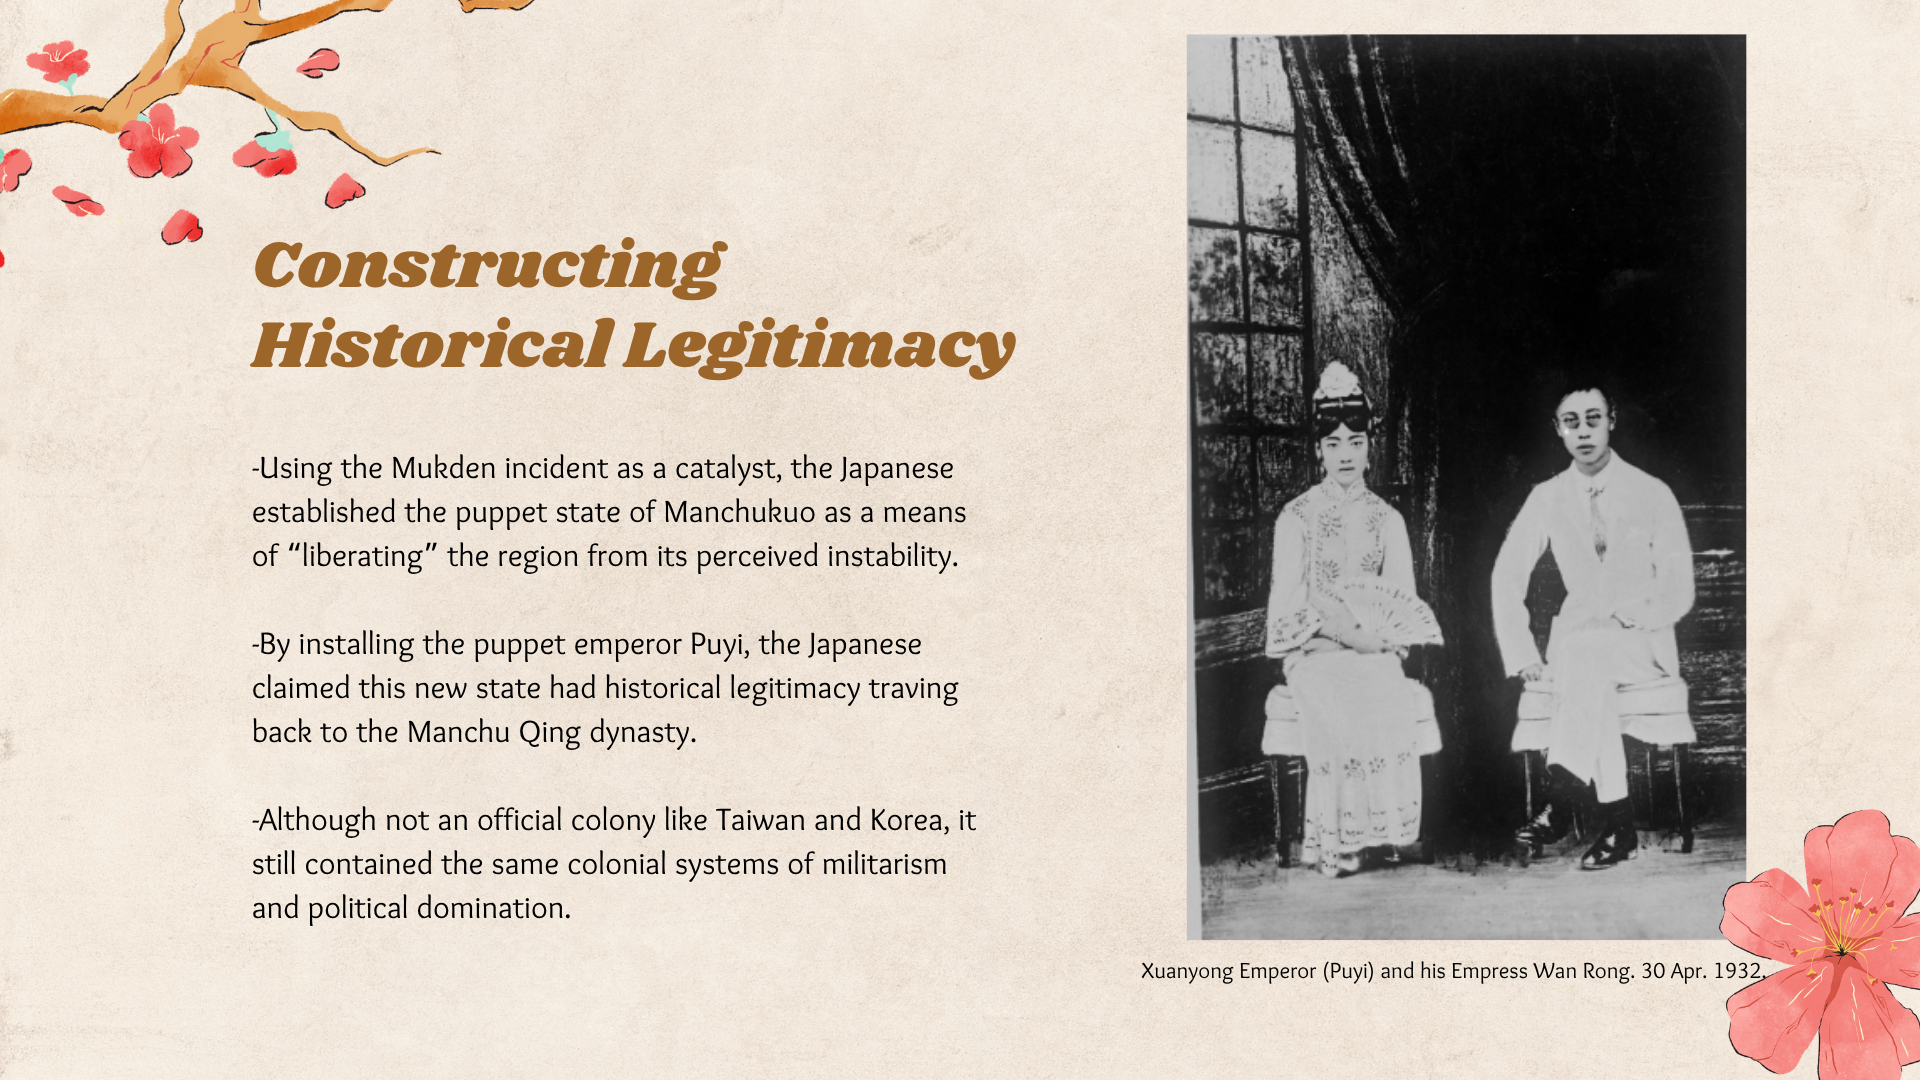 Constructing
Historical Legitimacy
-Using the Mukden incident as a catalyst, the Japanese
established the puppet state of Manchukuo as a means
of “liberating” the region from its perceived instability.
-By installing the puppet emperor Puyi, the Japanese
claimed this new state had historical legitimacy traving
back to the Manchu Qing dynasty.
-Although not an official colony like Taiwan and Korea, it
still contained the same colonial systems of militarism
and political domination.
Xuanyong Emperor (Puyi) and his Empress Wan Rong. 30 Apr. 1932.